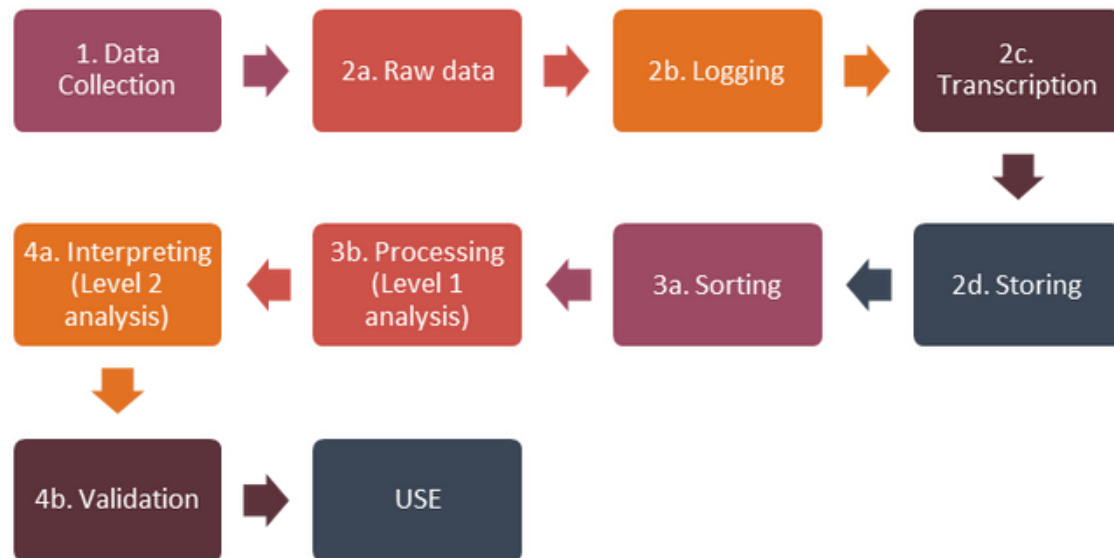 1. Data
Collection
2a. Raw data
2b. Logging
2c.
Transcription
2d. Storing
3a. Sorting
3b. Processing
(Level 1
analysis)
4a. Interpreting
(Level 2
analysis)
4b. Validation
USE